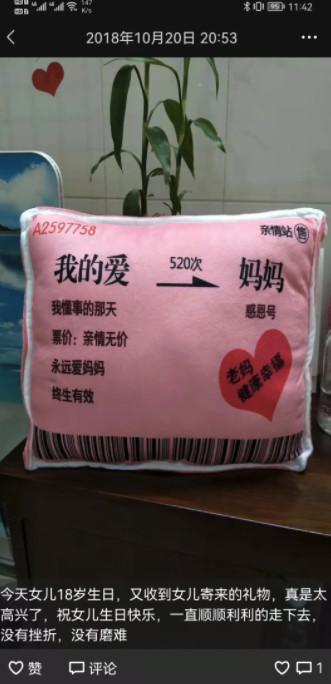 147
K/s
95
11:42
2018年10月20日 20:53
A2597758
亲情站 售
我的爱
520次
妈妈
我懂事的那天
感恩号
票价：亲情无价
永远爱妈妈
终生有效
老妈
健康幸福
今天女儿18岁生日，又收到女儿寄来的礼物，真是太
高兴了，祝女儿生日快乐，一直顺顺利利的走下去，
没有挫折，没有磨难
赞
评论
1